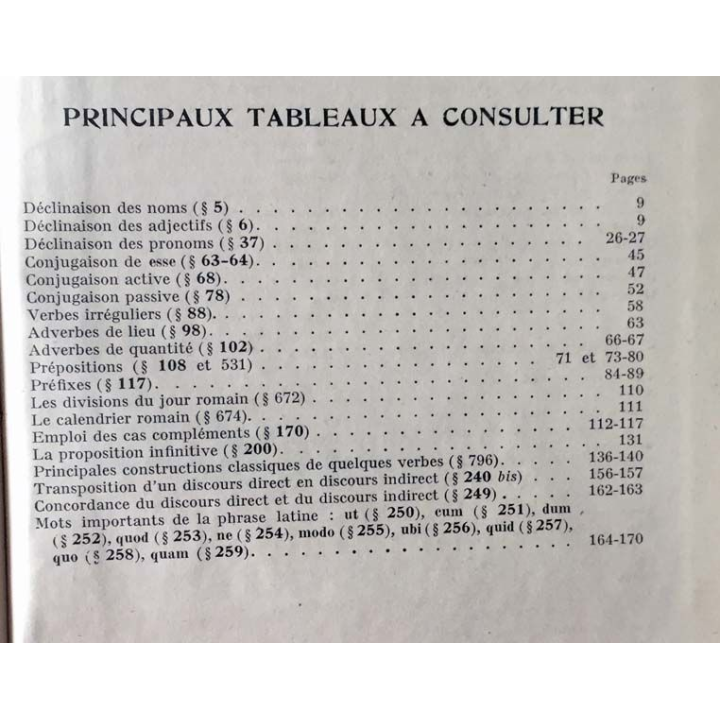 PRINCIPAUX TABLEAUX A CONSULTER
Pages
Déclinaison des noms (§ 5) . . . . . . . . . . . . . . . . . . . . 9
Déclinaison des adjectifs (§ 6). . . . . . . . . . . . . . . . . . . 9
Déclinaison des pronoms (§ 37) . . . . . . . . . . . . . . . . . . 26-27
Conjugaison de esse (§ 63-64). . . . . . . . . . . . . . . . . . . 45
Conjugaison active (§ 68). . . . . . . . . . . . . . . . . . . . . 47
Conjugaison passive (§ 78) . . . . . . . . . . . . . . . . . . . . 52
Verbes irréguliers (§ 88). . . . . . . . . . . . . . . . . . . . . 58
Adverbes de lieu (§ 98). . . . . . . . . . . . . . . . . . . . . . 63
Adverbes de quantité (§ 102) . . . . . . . . . . . . . . . . . . . 66-67
Prépositions (§ 108 et 531) . . . . . . . . . . . . . . . . 71 et 73-80
Préfixes (§ 117). . . . . . . . . . . . . . . . . . . . . . . . . 84-89
Les divisions du jour romain (§ 672) . . . . . . . . . . . . . . . 110
Le calendrier romain (§ 674). . . . . . . . . . . . . . . . . . . . 111
Emploi des cas compléments (§ 170) . . . . . . . . . . . . . . . . 112-117
La proposition infinitive (§ 200). . . . . . . . . . . . . . . . . 131
Principales constructions classiques de quelques verbes (§ 796). . . . . 136-140
Transposition d'un discours direct en discours indirect (§ 240 bis) . . . 156-157
Concordance du discours direct et du discours indirect (§ 249) . . . . . 162-163
Mots importants de la phrase latine : ut (§ 250), cum (§ 251), dum
(§ 252), quod (§ 253), ne (§ 254), modo (§ 255), ubi (§ 256), quid (§ 257),
quo (§ 258), quam (§ 259). . . . . . . . . . . . . . . . . . . . . 164-170